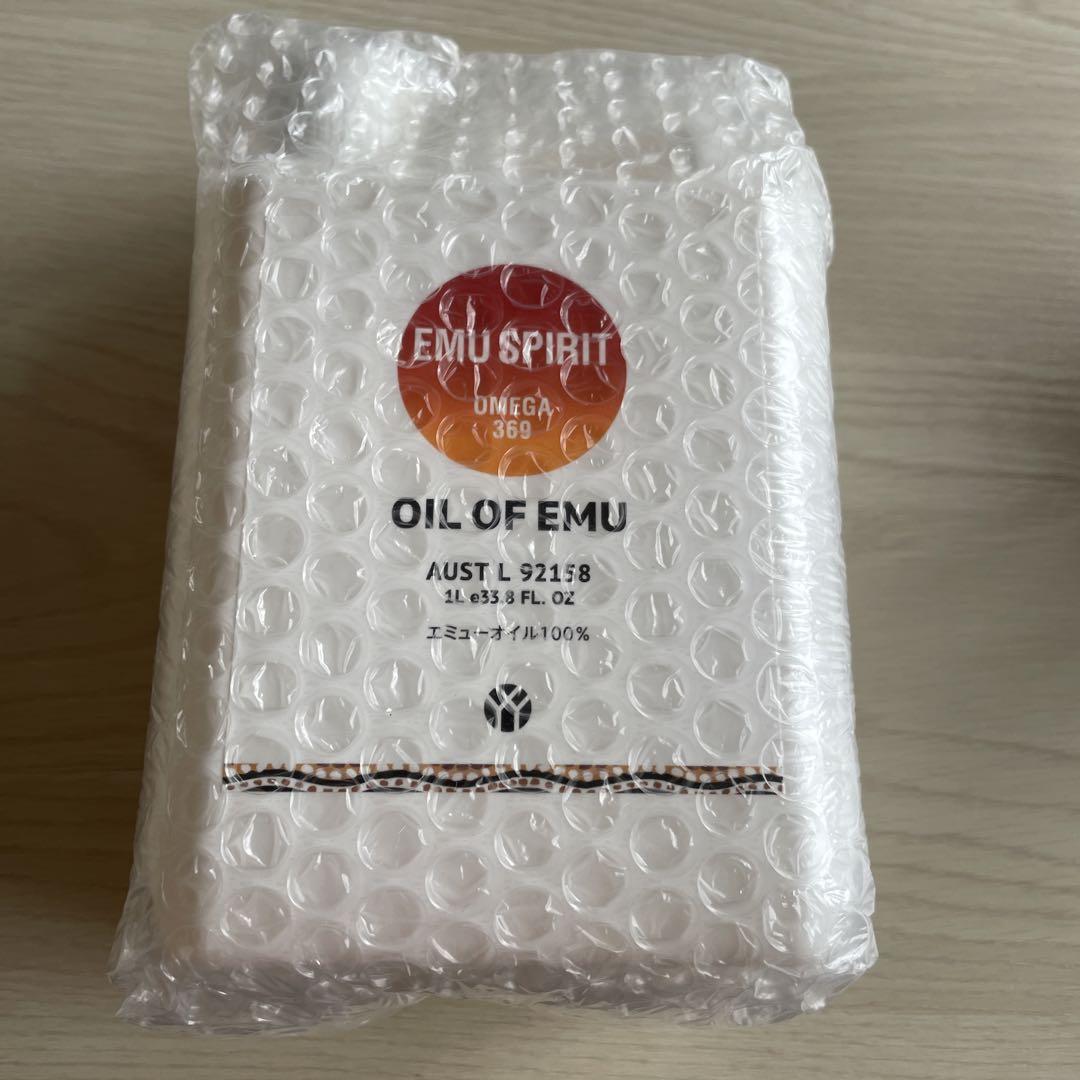 EMU SPIRIT
OMEGA
369
OIL OF EMU
AUST L 92158
1L e33.8 FL. OZ
エミューオイル100%